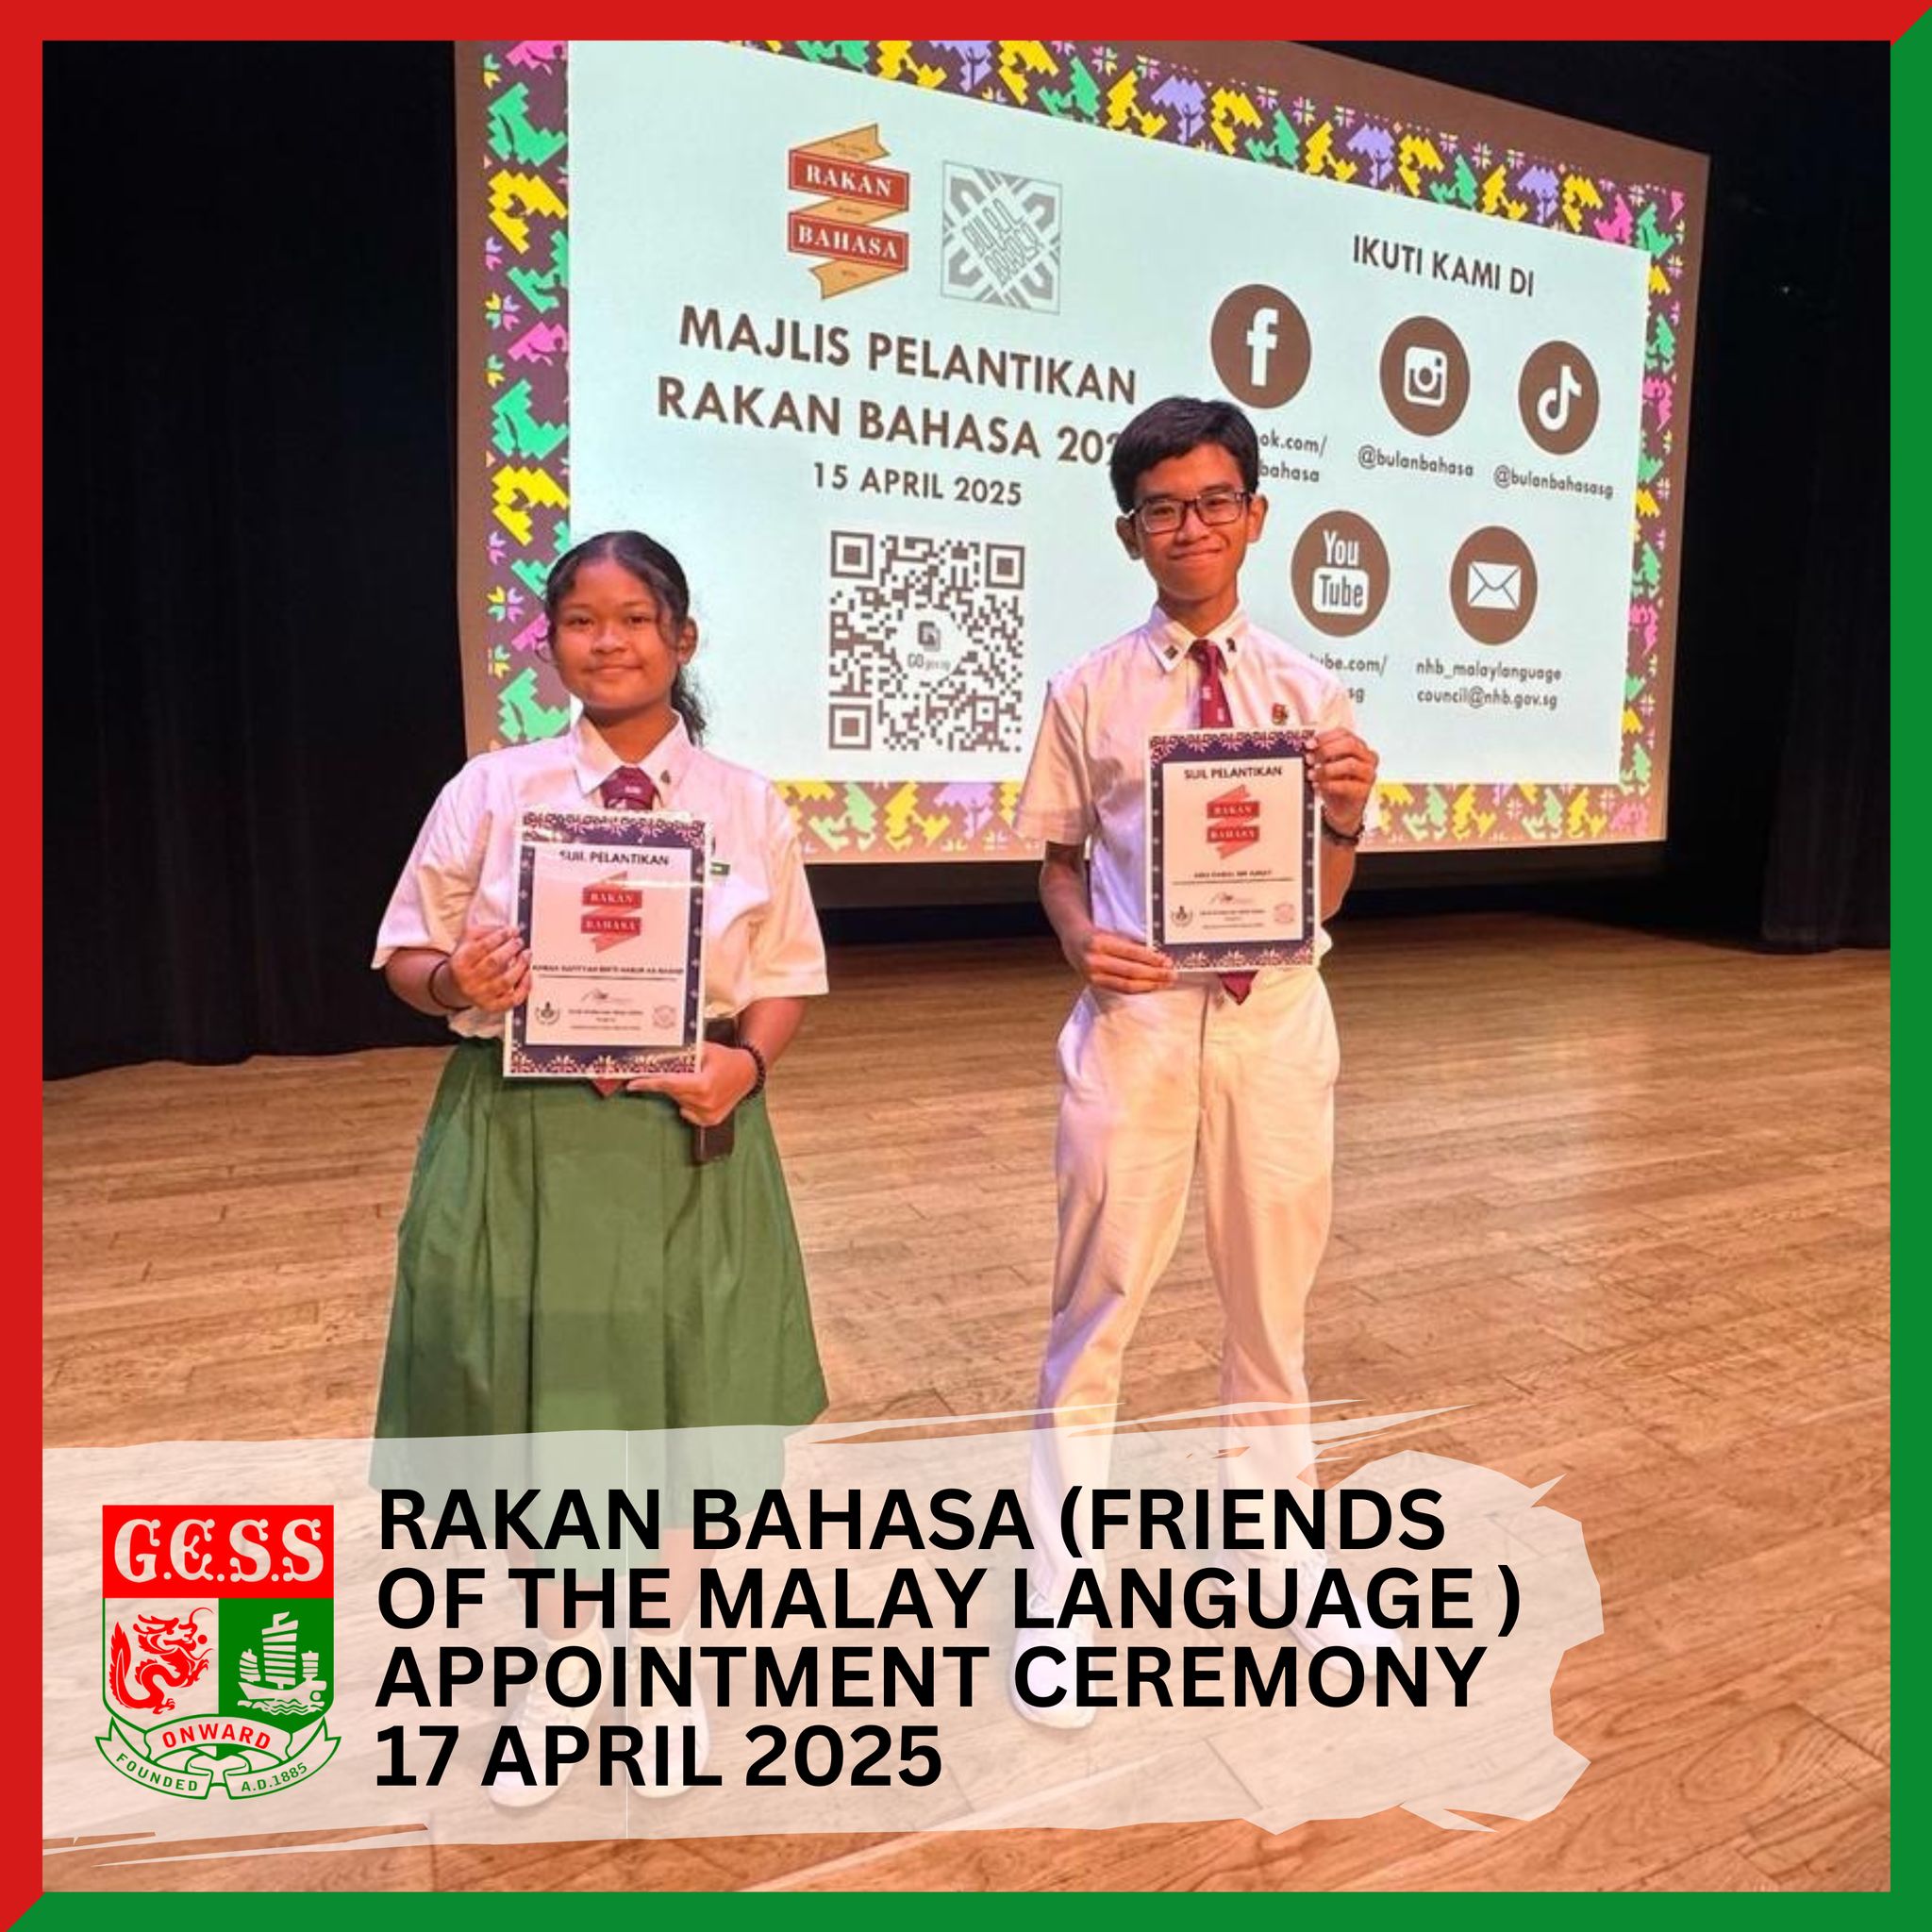 RAKAN
BAHASA
MAJLIS PELANTIKAN
RAKAN BAHASA
15 APRIL 2025
IKUTI KAMI DI
@bulanbahasa
@bulanbahasasg
You
Tube
nhb_malaylanguage
council@nhb.gov.sg
SIJIL PELANTIKAN
RAKAN
BAHASA
SIJIL PELANTIKAN
RAKAN
BAHASA
G.E.S.S
ONWARD
FOUNDED A.D.1885
RAKAN BAHASA (FRIENDS
OF THE MALAY LANGUAGE )
APPOINTMENT CEREMONY
17 APRIL 2025